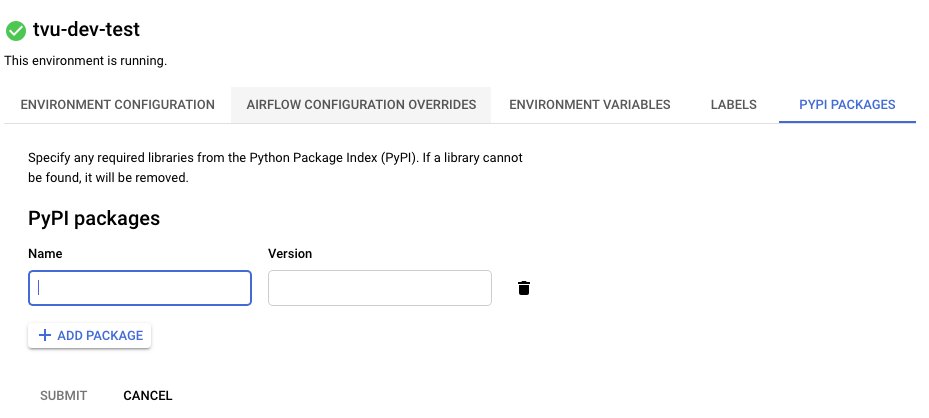 tvu-dev-test
This environment is running.
ENVIRONMENT CONFIGURATION AIRFLOW CONFIGURATION OVERRIDES ENVIRONMENT VARIABLES LABELS PYPI PACKAGES
Specify any required libraries from the Python Package Index (PyPI). If a library cannot
be found, it will be removed.
PyPI packages
Name Version
ADD PACKAGE
SUBMIT CANCEL